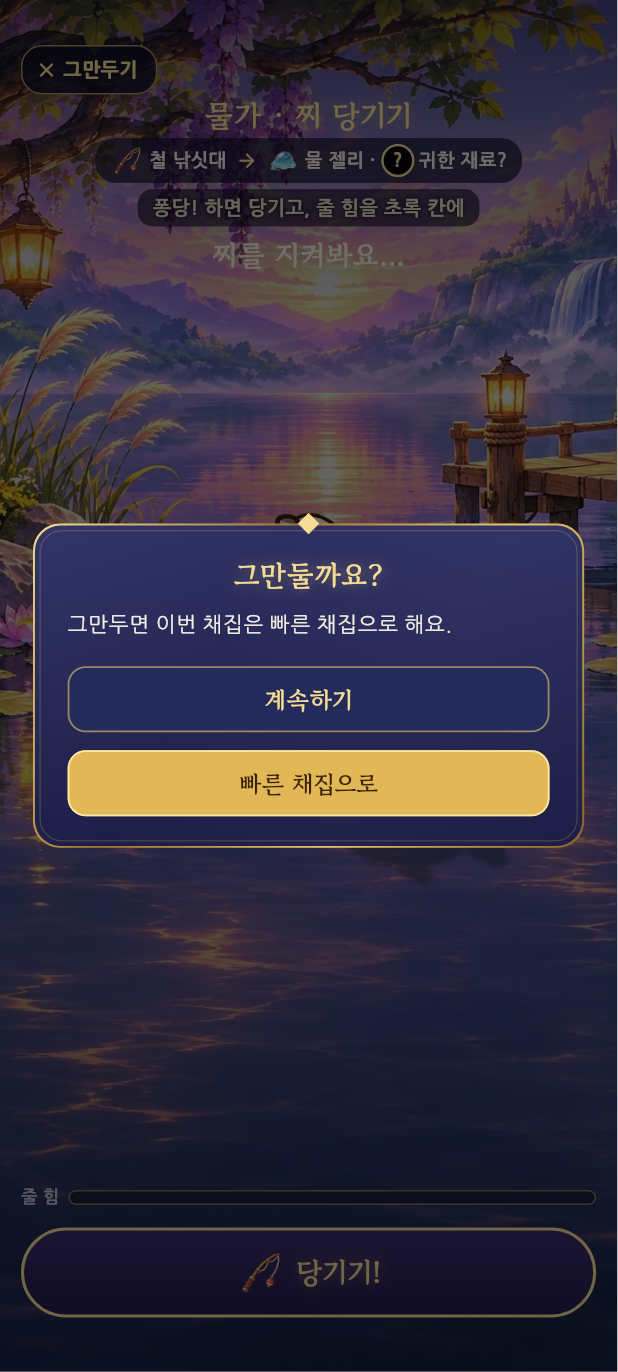 × 그만두기
물가 · 찌 당기기
철 낚싯대 → 물 젤리 · ? 귀한 재료?
퐁당! 하면 당기고, 줄 힘을 초록 칸에
찌를 지켜봐요...
그만둘까요?
그만두면 이번 채집은 빠른 채집으로 해요.
계속하기
빠른 채집으로
줄 힘
당기기!